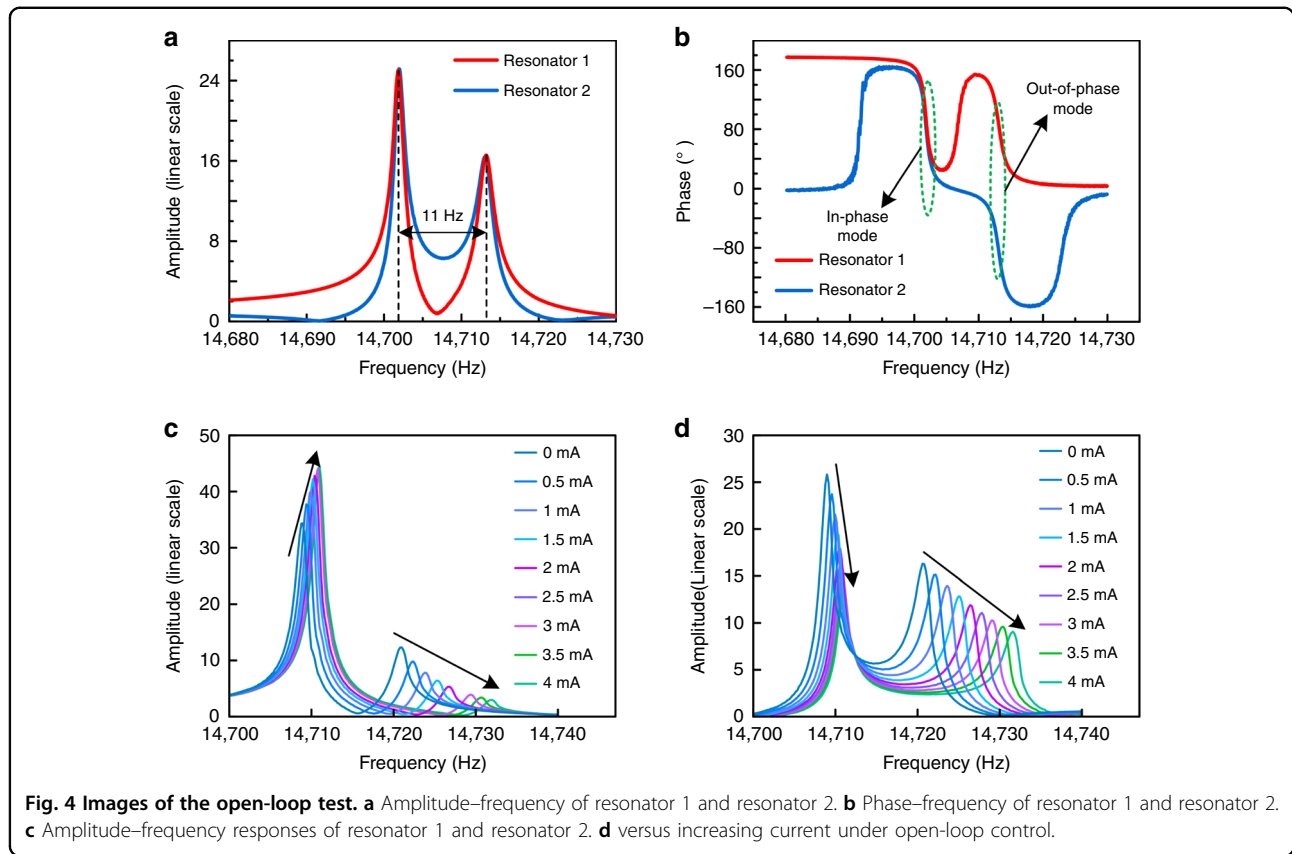 a
Amplitude (linear scale)
24
16
8
0
Resonator 1
Resonator 2
11 Hz
14,680 14,690 14,700 14,710 14,720 14,730
Frequency (Hz)
b
Phase (°)
160
80
0
−80
−160
Out-of-phase
mode
In-phase
mode
Resonator 1
Resonator 2
14,680 14,690 14,700 14,710 14,720 14,730
Frequency (Hz)
c
Amplitude (linear scale)
50
40
30
20
10
0
0 mA
0.5 mA
1 mA
1.5 mA
2 mA
2.5 mA
3 mA
3.5 mA
4 mA
14,700 14,710 14,720 14,730 14,740
Frequency (Hz)
d
Amplitude(Linear scale)
30
25
20
15
10
5
0
0 mA
0.5 mA
1 mA
1.5 mA
2 mA
2.5 mA
3 mA
3.5 mA
4 mA
14,700 14,710 14,720 14,730 14,740
Frequency (Hz)
Fig. 4 Images of the open-loop test. a Amplitude–frequency of resonator 1 and resonator 2. b Phase–frequency of resonator 1 and resonator 2.
c Amplitude–frequency responses of resonator 1 and resonator 2. d versus increasing current under open-loop control.